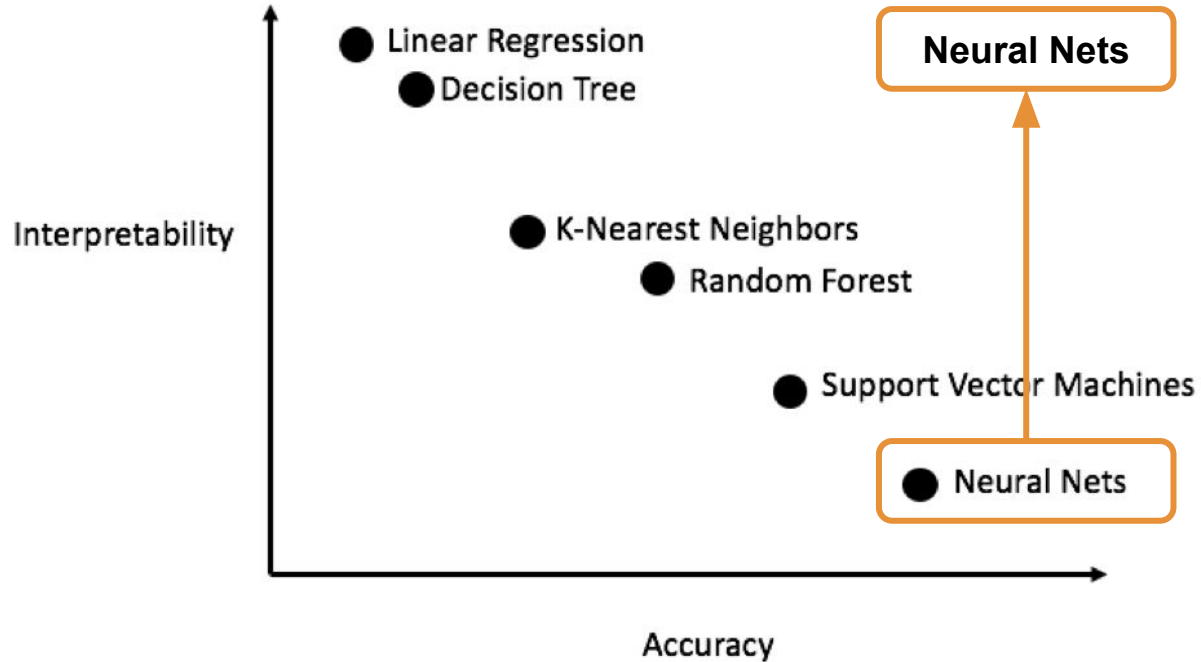 Linear Regression
Neural Nets
Decision Tree
Interpretability
K-Nearest Neighbors
Random Forest
Support Vector Machines
Neural Nets
Accuracy